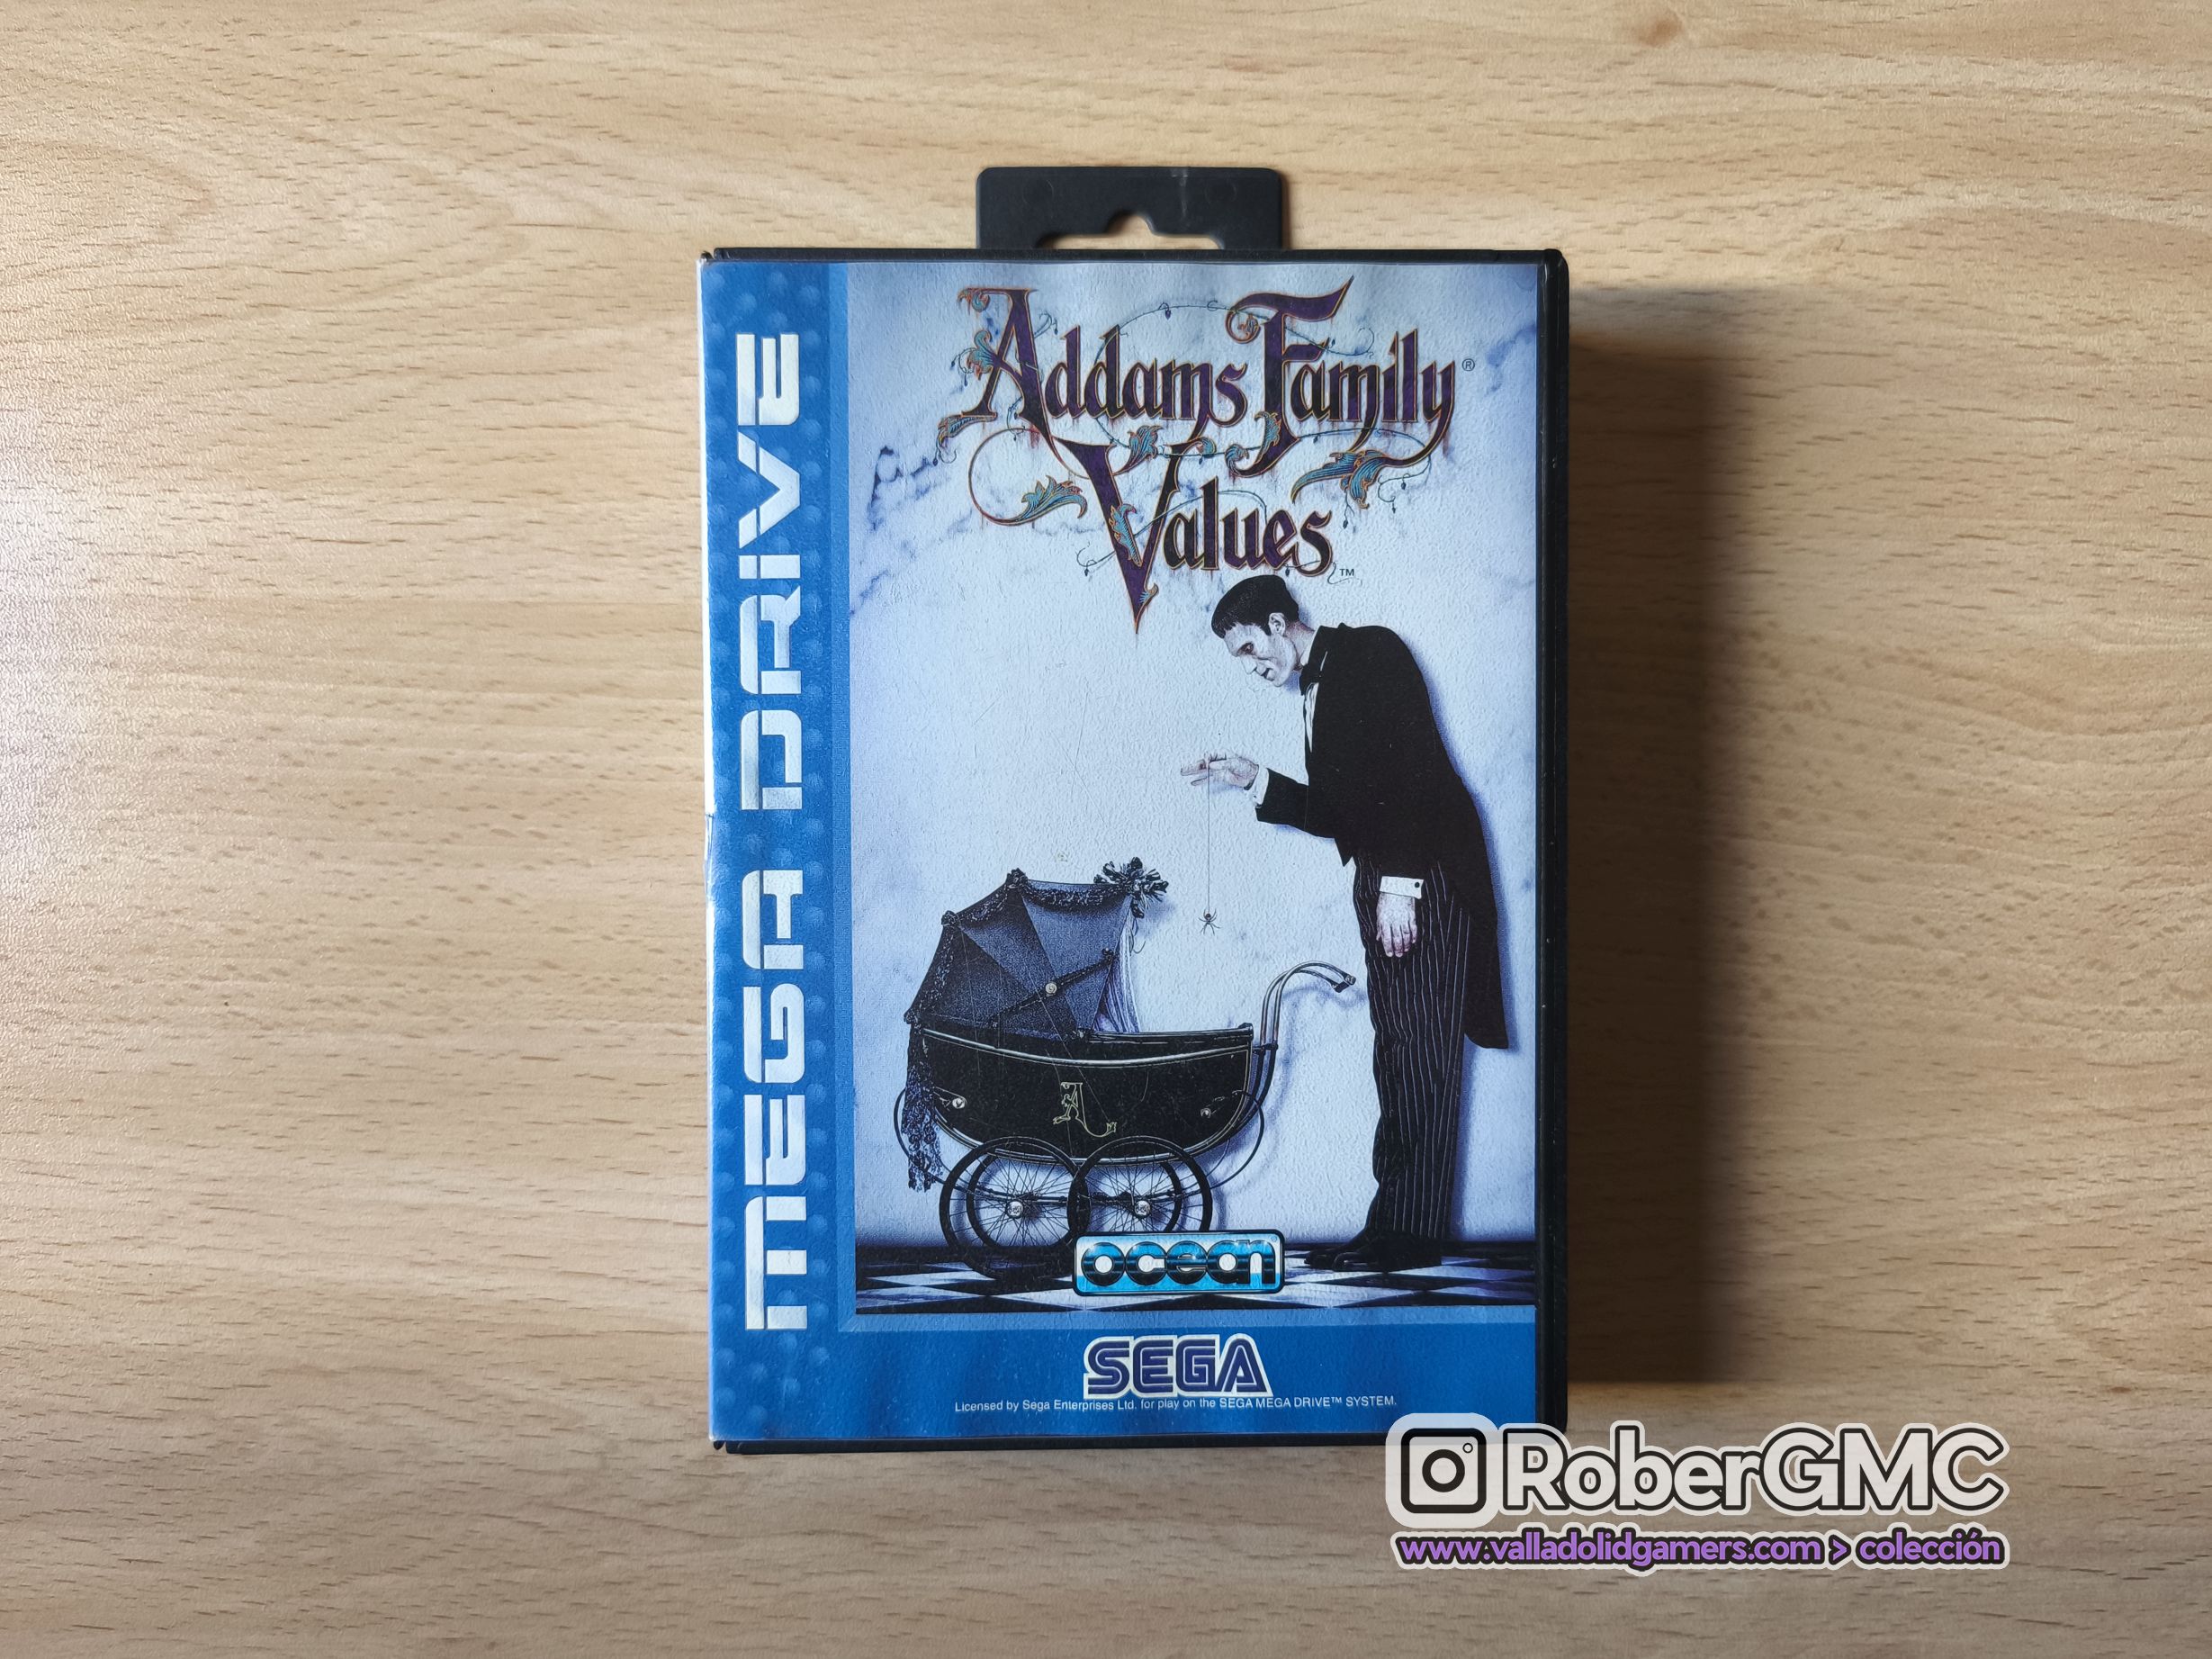 MEGA DRIVE
Addams Family®
Values™
A
ocean
SEGA
Licensed by Sega Enterprises Ltd. for play on the SEGA MEGA DRIVE™ SYSTEM.
RoberGMC
www.valladolidgamers.com > colección